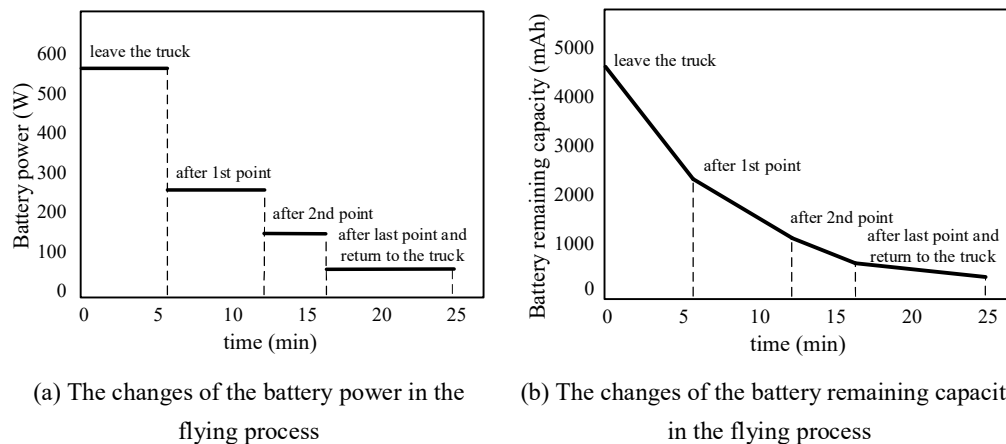 600
500
400
300
200
100
0
Battery power (W)
leave the truck
after 1st point
after 2nd point
after last point and
return to the truck
0 5 10 15 20 25
time (min)
(a) The changes of the battery power in the
flying process
5000
4000
3000
2000
1000
0
Battery remaining capacity (mAh)
leave the truck
after 1st point
after 2nd point
after last point and
return to the truck
0 5 10 15 20 25
time (min)
(b) The changes of the battery remaining capacit
in the flying process